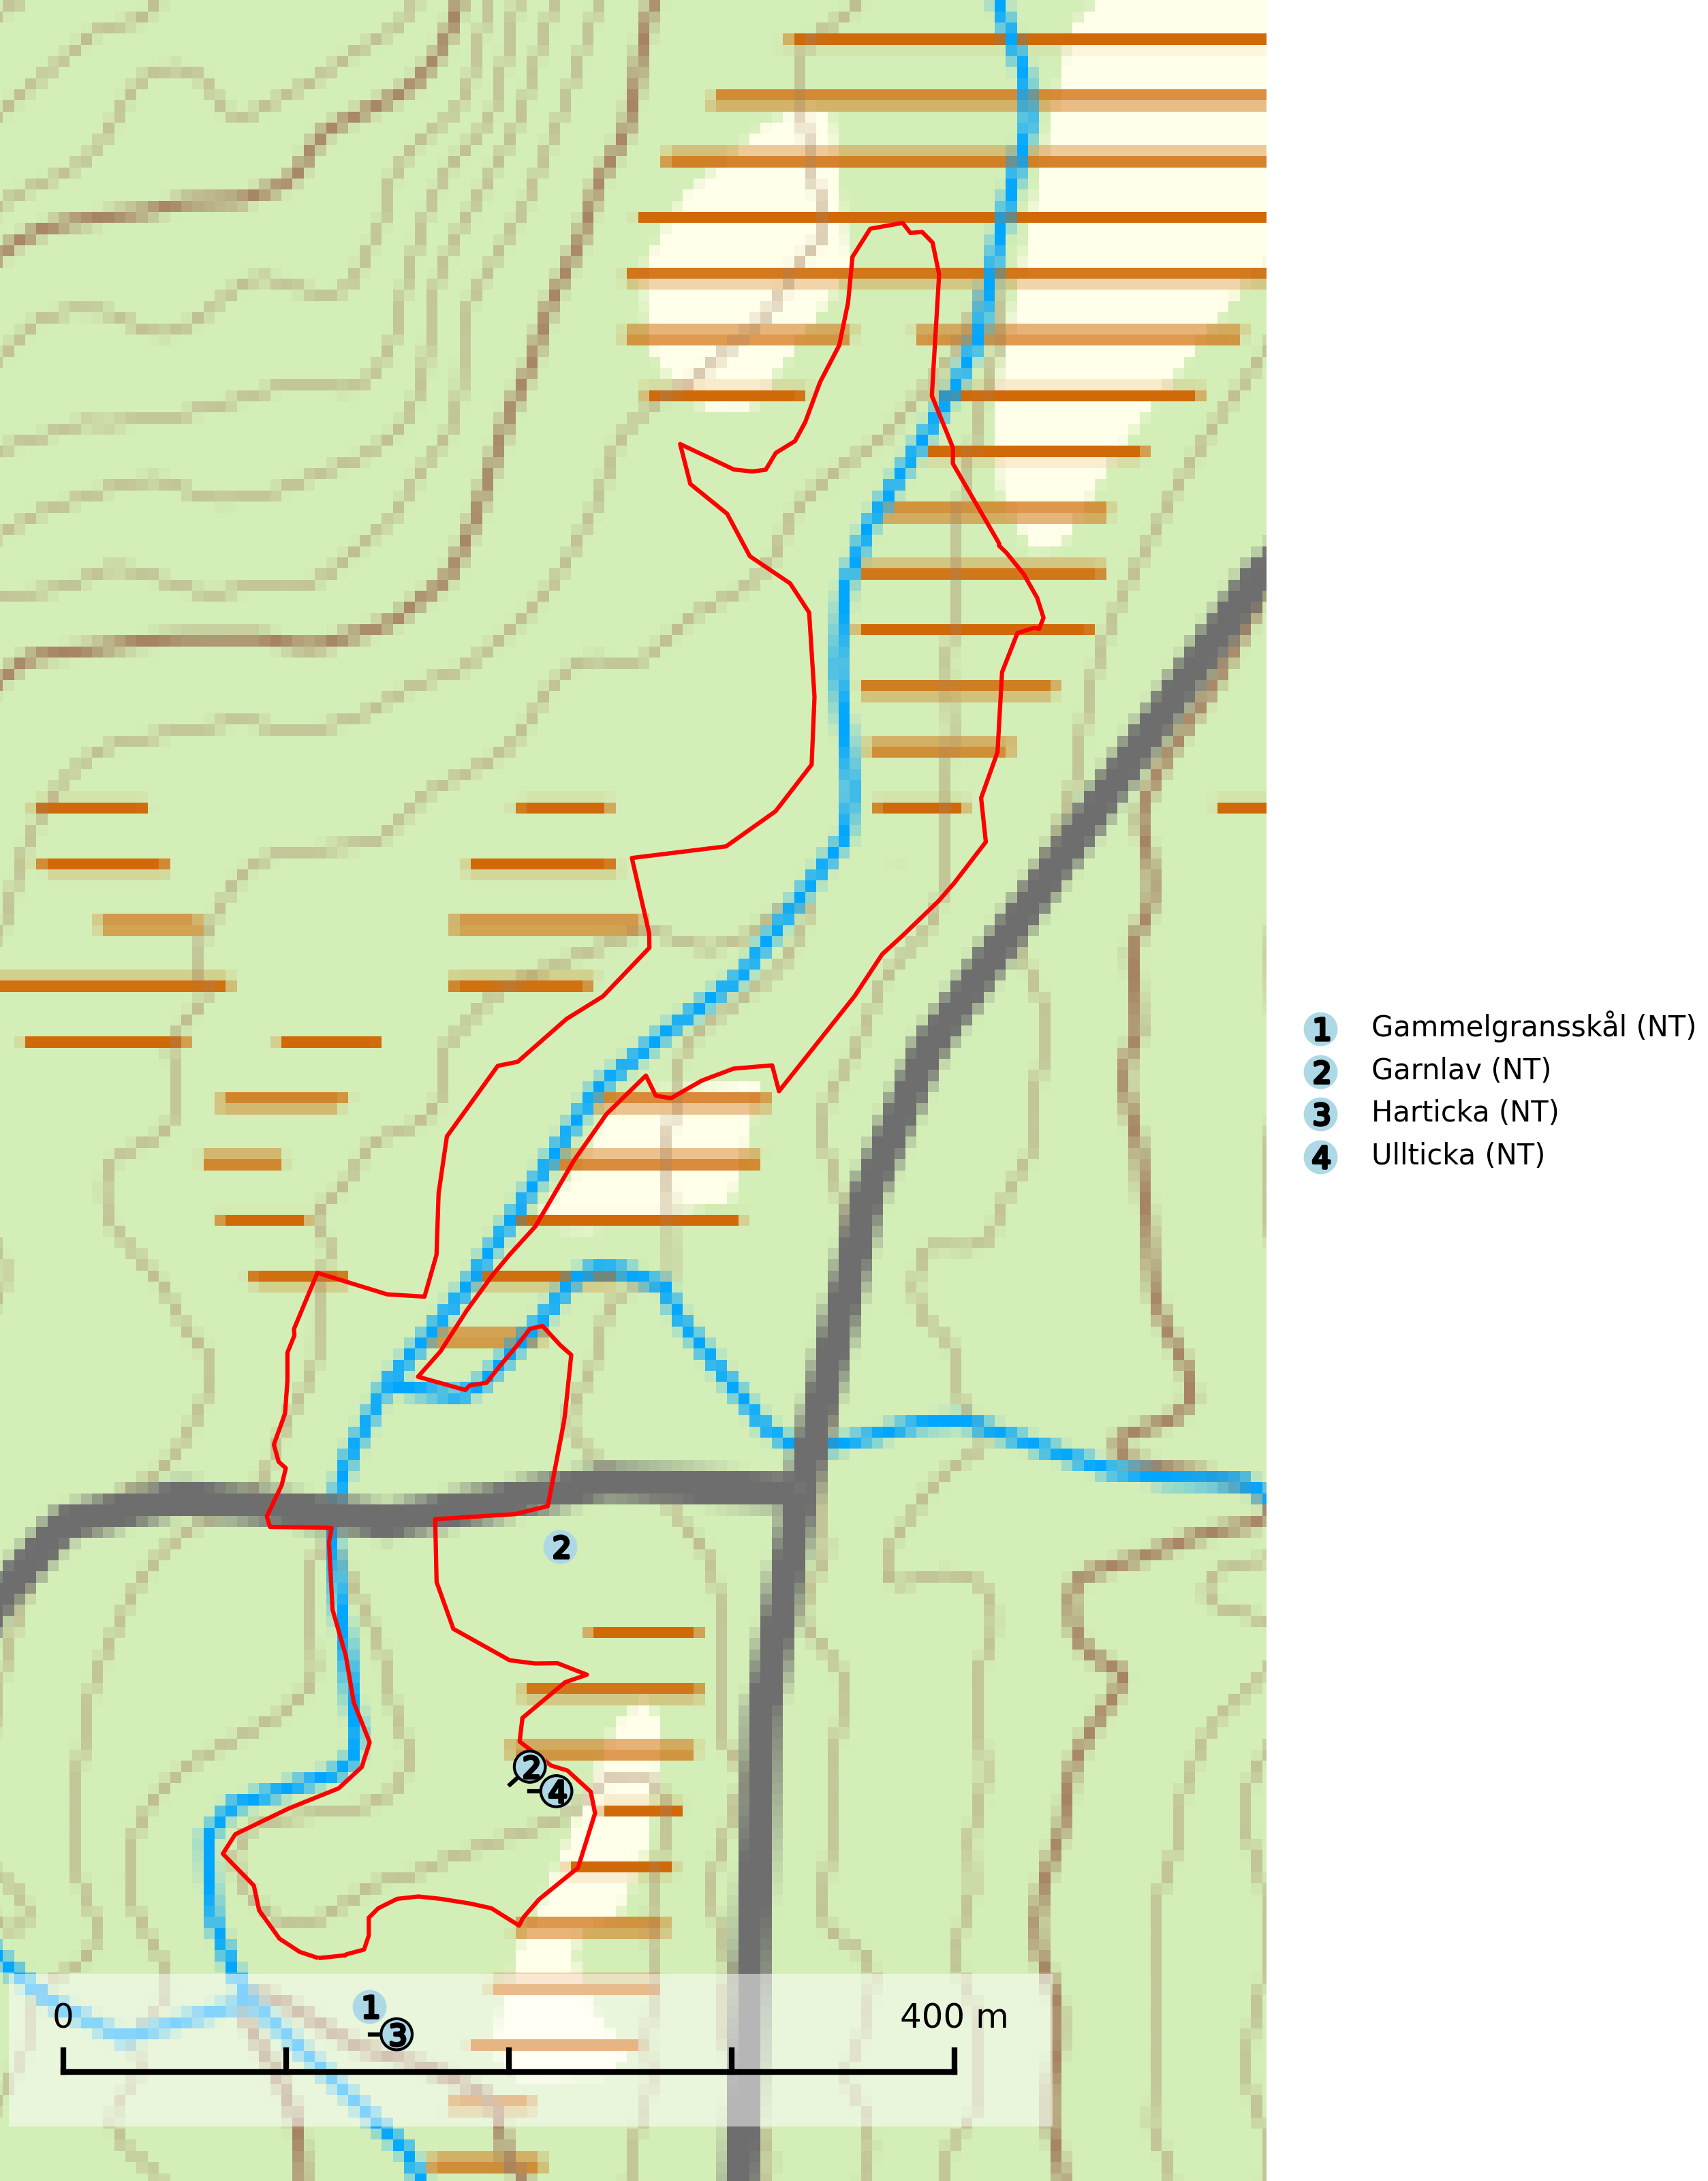 1 Gammelgransskål (NT)
2 Garnlav (NT)
3 Harticka (NT)
4 Ullticka (NT)
2
2
4
1
3
0 400 m